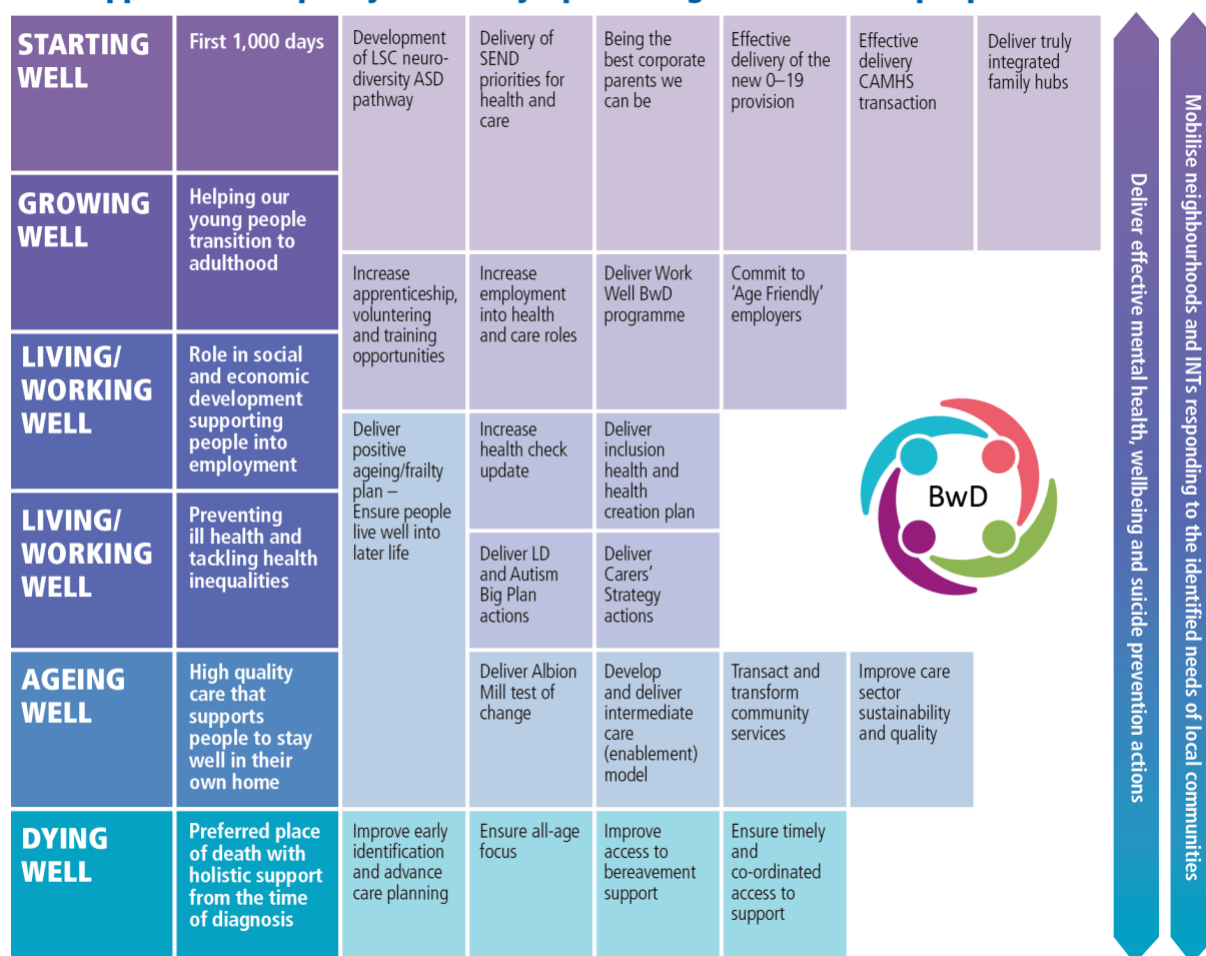 STARTING
WELL
First 1,000 days
Development
of LSC neuro-
diversity ASD
pathway
Delivery of
SEND
priorities for
health and
care
Being the
best corporate
parents we
can be
Effective
delivery of the
new 0–19
provision
Effective
delivery
CAMHS
transaction
Deliver truly
integrated
family hubs
GROWING
WELL
Helping our
young people
transition to
adulthood
Increase
apprenticeship,
voluntering
and training
opportunities
Increase
employment
into health
and care roles
Deliver Work
Well BwD
programme
Commit to
‘Age Friendly’
employers
LIVING/
WORKING
WELL
Role in social
and economic
development
supporting
people into
employment
Deliver
positive
ageing/frailty
plan –
Ensure people
live well into
later life
Increase
health check
update
Deliver
inclusion
health and
health
creation plan
LIVING/
WORKING
WELL
Preventing
ill health and
tackling health
inequalities
Deliver LD
and Autism
Big Plan
actions
Deliver
Carers’
Strategy
actions
BwD
AGEING
WELL
High quality
care that
supports
people to stay
well in their
own home
Deliver Albion
Mill test of
change
Develop
and deliver
intermediate
care
(enablement)
model
Transact and
transform
community
services
Improve care
sector
sustainability
and quality
DYING
WELL
Preferred place
of death with
holistic support
from the time
of diagnosis
Improve early
identification
and advance
care planning
Ensure all-age
focus
Improve
access to
bereavement
support
Ensure timely
and
co-ordinated
access to
support
Deliver effective mental health, wellbeing and suicide prevention actions
Mobilise neighbourhoods and INTs responding to the identified needs of local communities